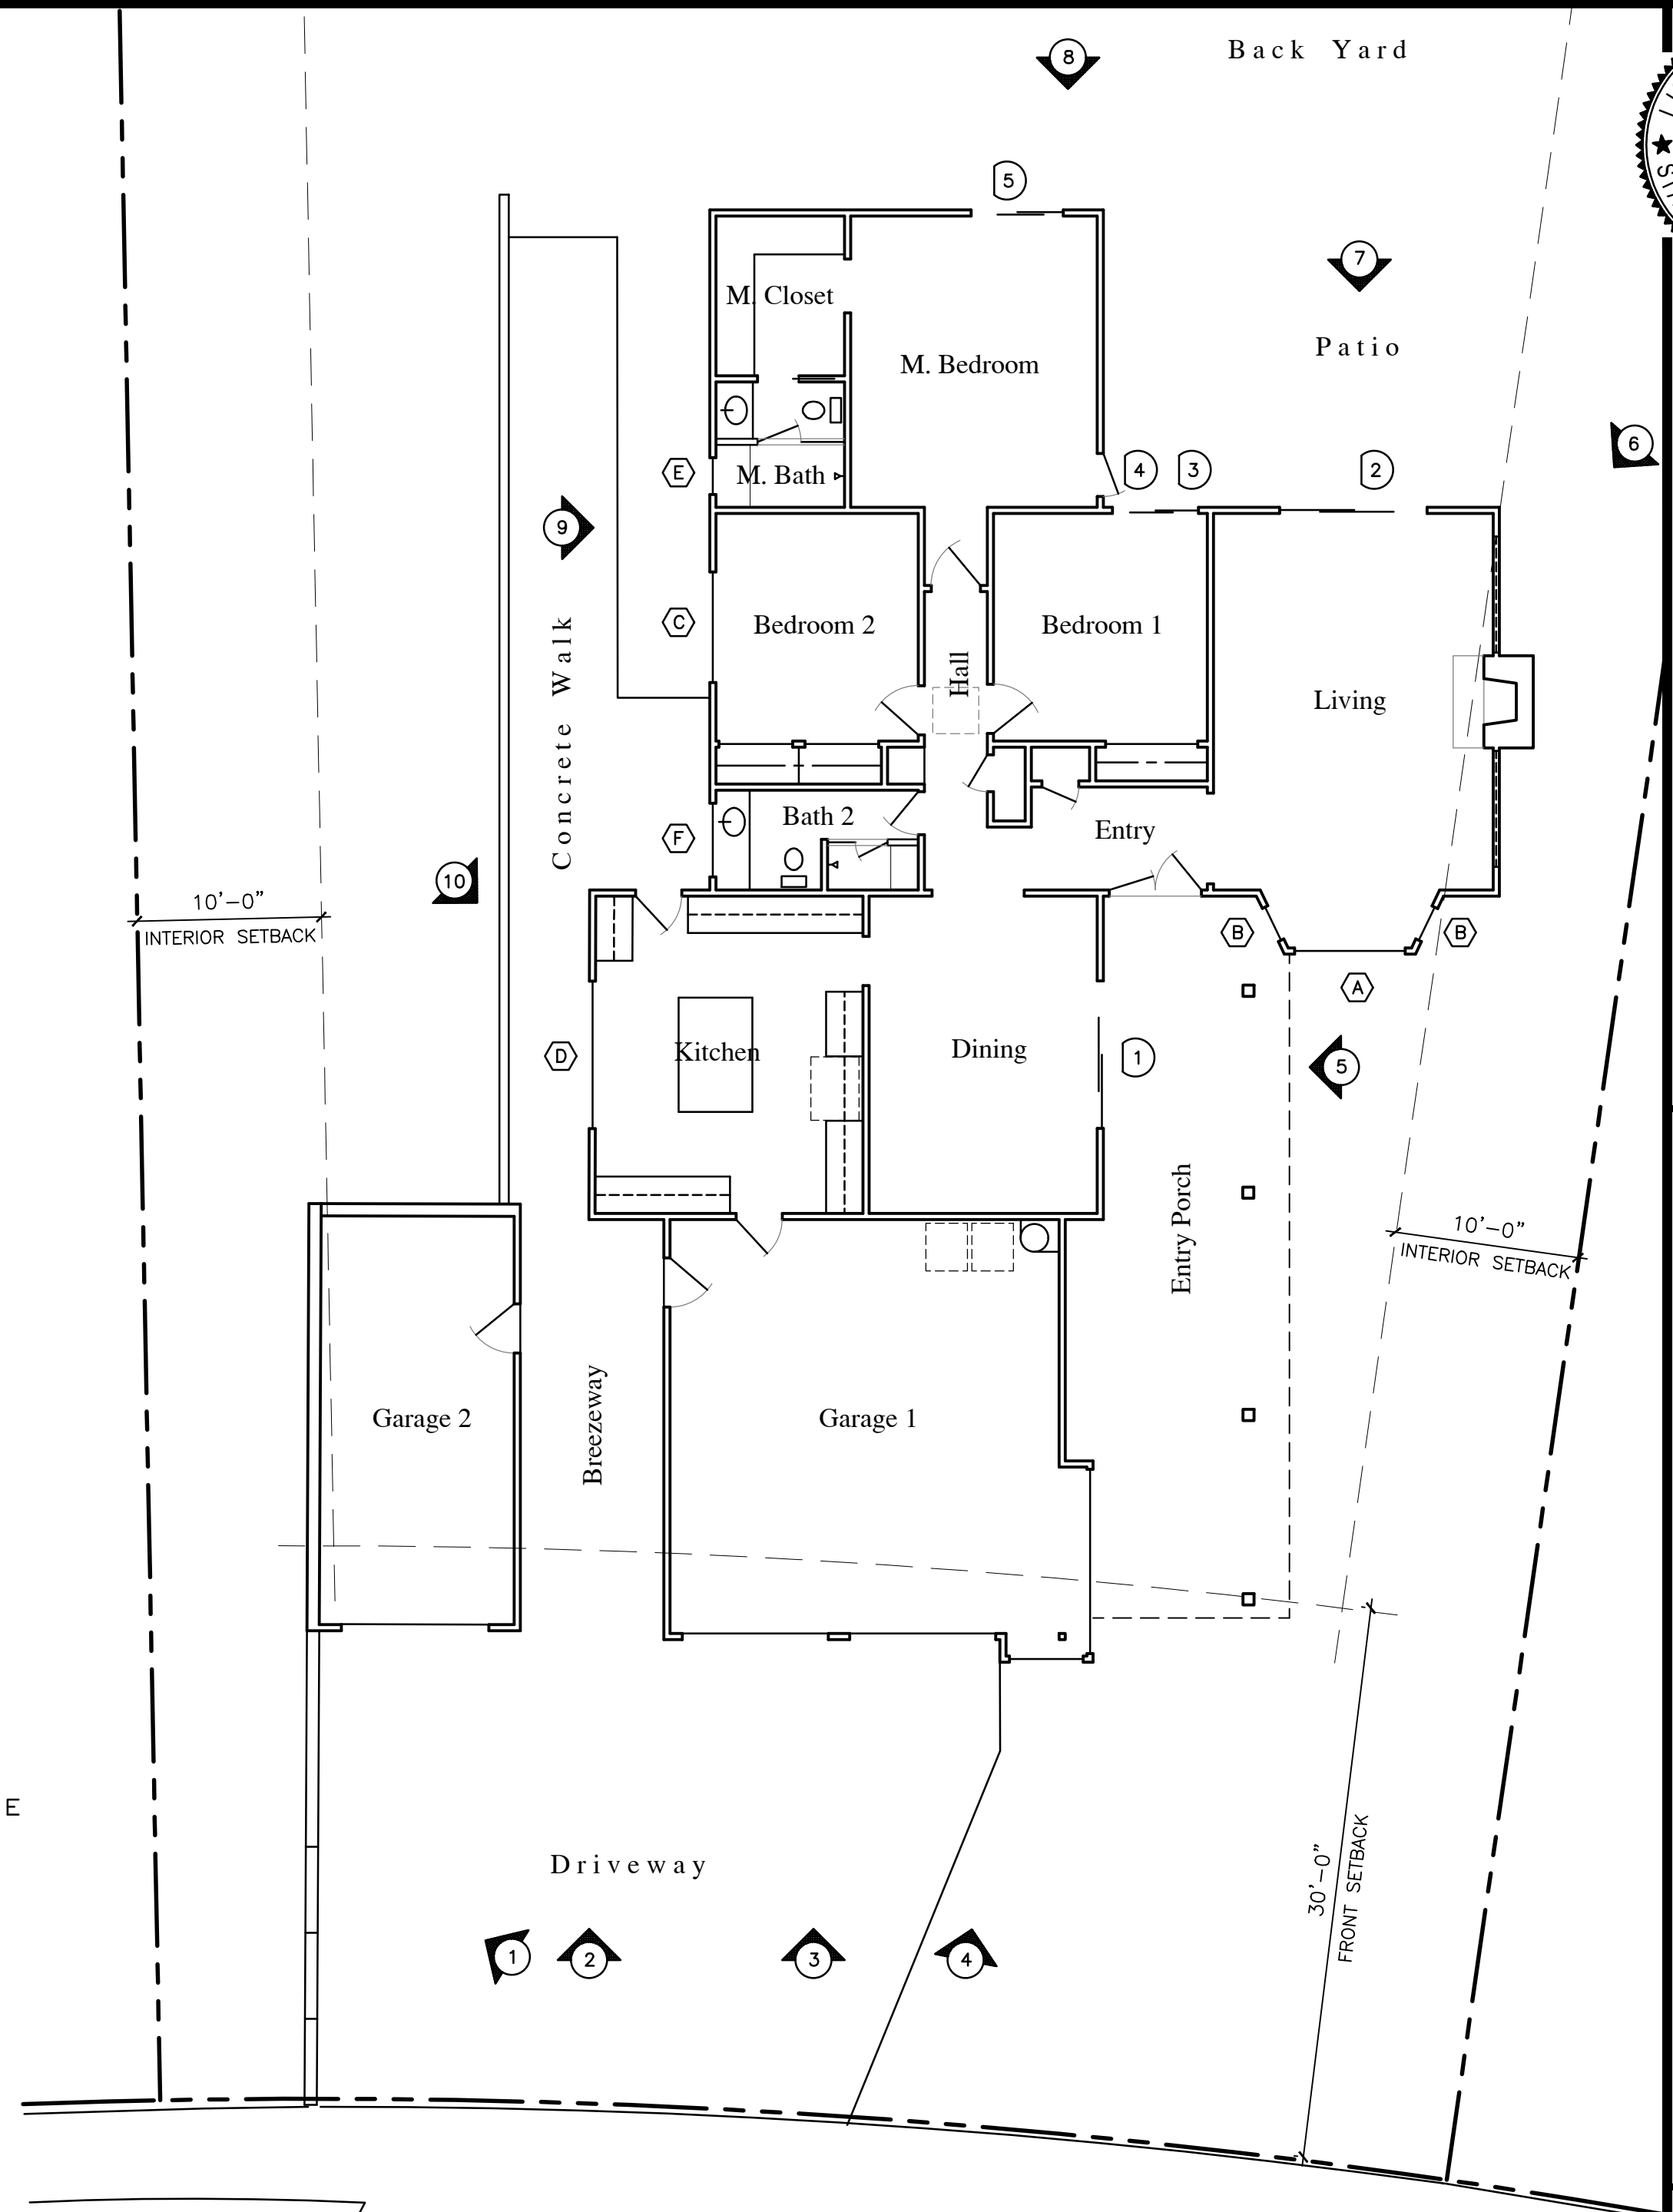 Back Yard
8
5
7
M. Closet
Patio
M. Bedroom
6
4
3
2
E
M. Bath
9
C
Bedroom 2
Bedroom 1
Hall
Living
Concrete Walk
F
Bath 2
Entry
10
10'-0"
INTERIOR SETBACK
B
B
A
D
Kitchen
Dining
1
5
Entry Porch
10'-0"
INTERIOR SETBACK
Garage 2
Breezeway
Garage 1
E
Driveway
30'-0"
FRONT SETBACK
1
2
3
4